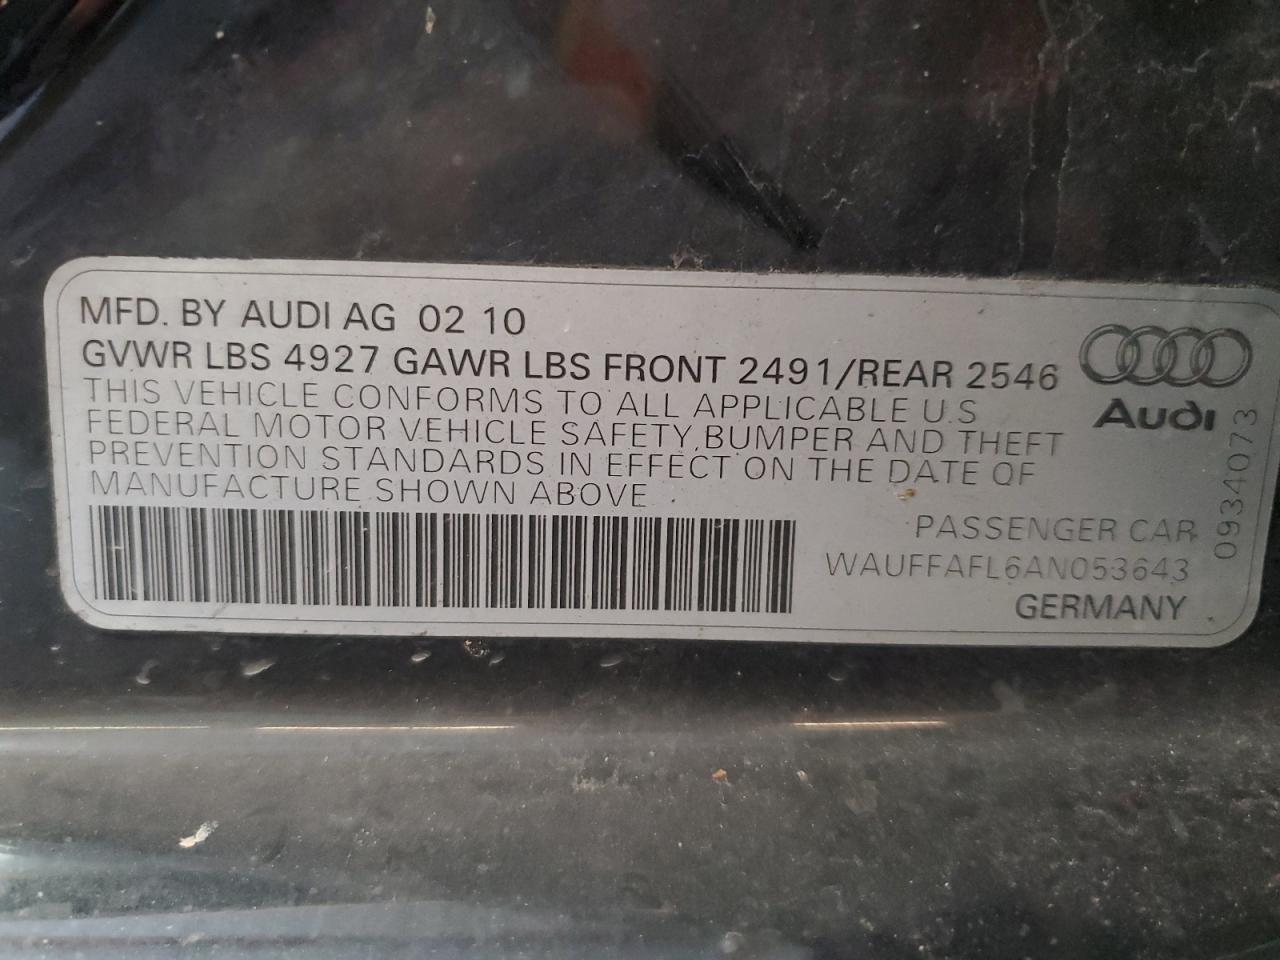 MFD. BY AUDI AG 02 10
GVWR LBS 4927 GAWR LBS FRONT 2491/REAR 2546
THIS VEHICLE CONFORMS TO ALL APPLICABLE U.S
FEDERAL MOTOR VEHICLE SAFETY, BUMPER AND THEFT
PREVENTION STANDARDS IN EFFECT ON THE DATE OF
MANUFACTURE SHOWN ABOVE
Audi
09340073
PASSENGER CAR
WAUFFAFL6AN053643
GERMANY